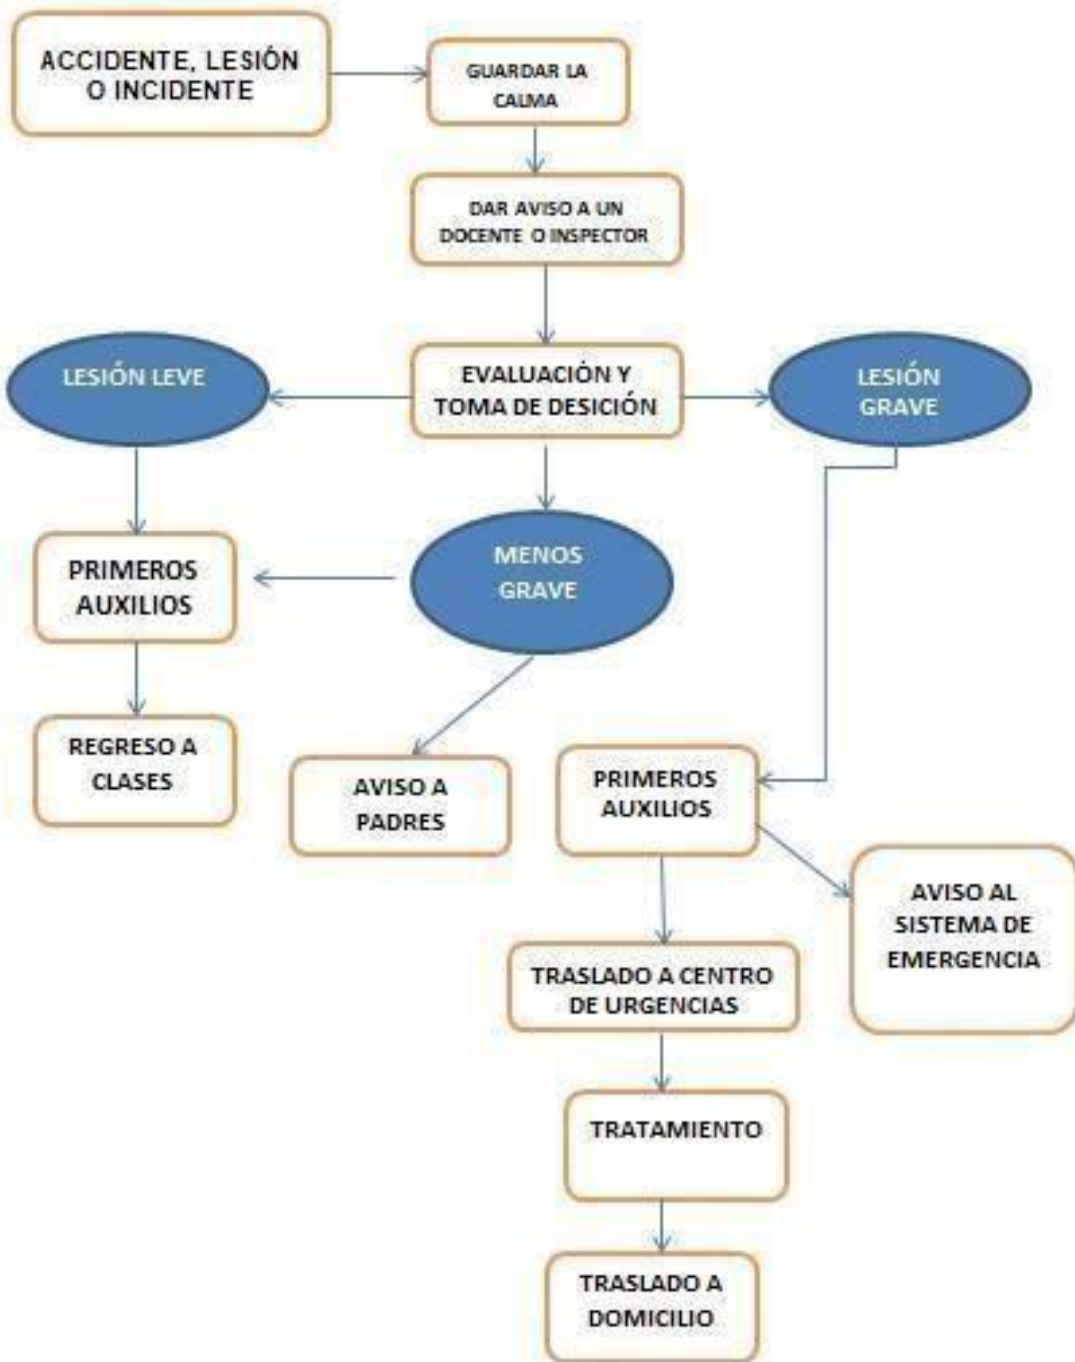 ACCIDENTE, LESIÓN
O INCIDENTE
GUARDAR LA
CALMA
DAR AVISO A UN
DOCENTE O INSPECTOR
LESIÓN LEVE
EVALUACIÓN Y
TOMA DE DESICIÓN
LESIÓN
GRAVE
MENOS
GRAVE
PRIMEROS
AUXILIOS
REGRESO A
CLASES
AVISO A
PADRES
PRIMEROS
AUXILIOS
AVISO AL
SISTEMA DE
EMERGENCIA
TRASLADO A CENTRO
DE URGENCIAS
TRATAMIENTO
TRASLADO A
DOMICILIO